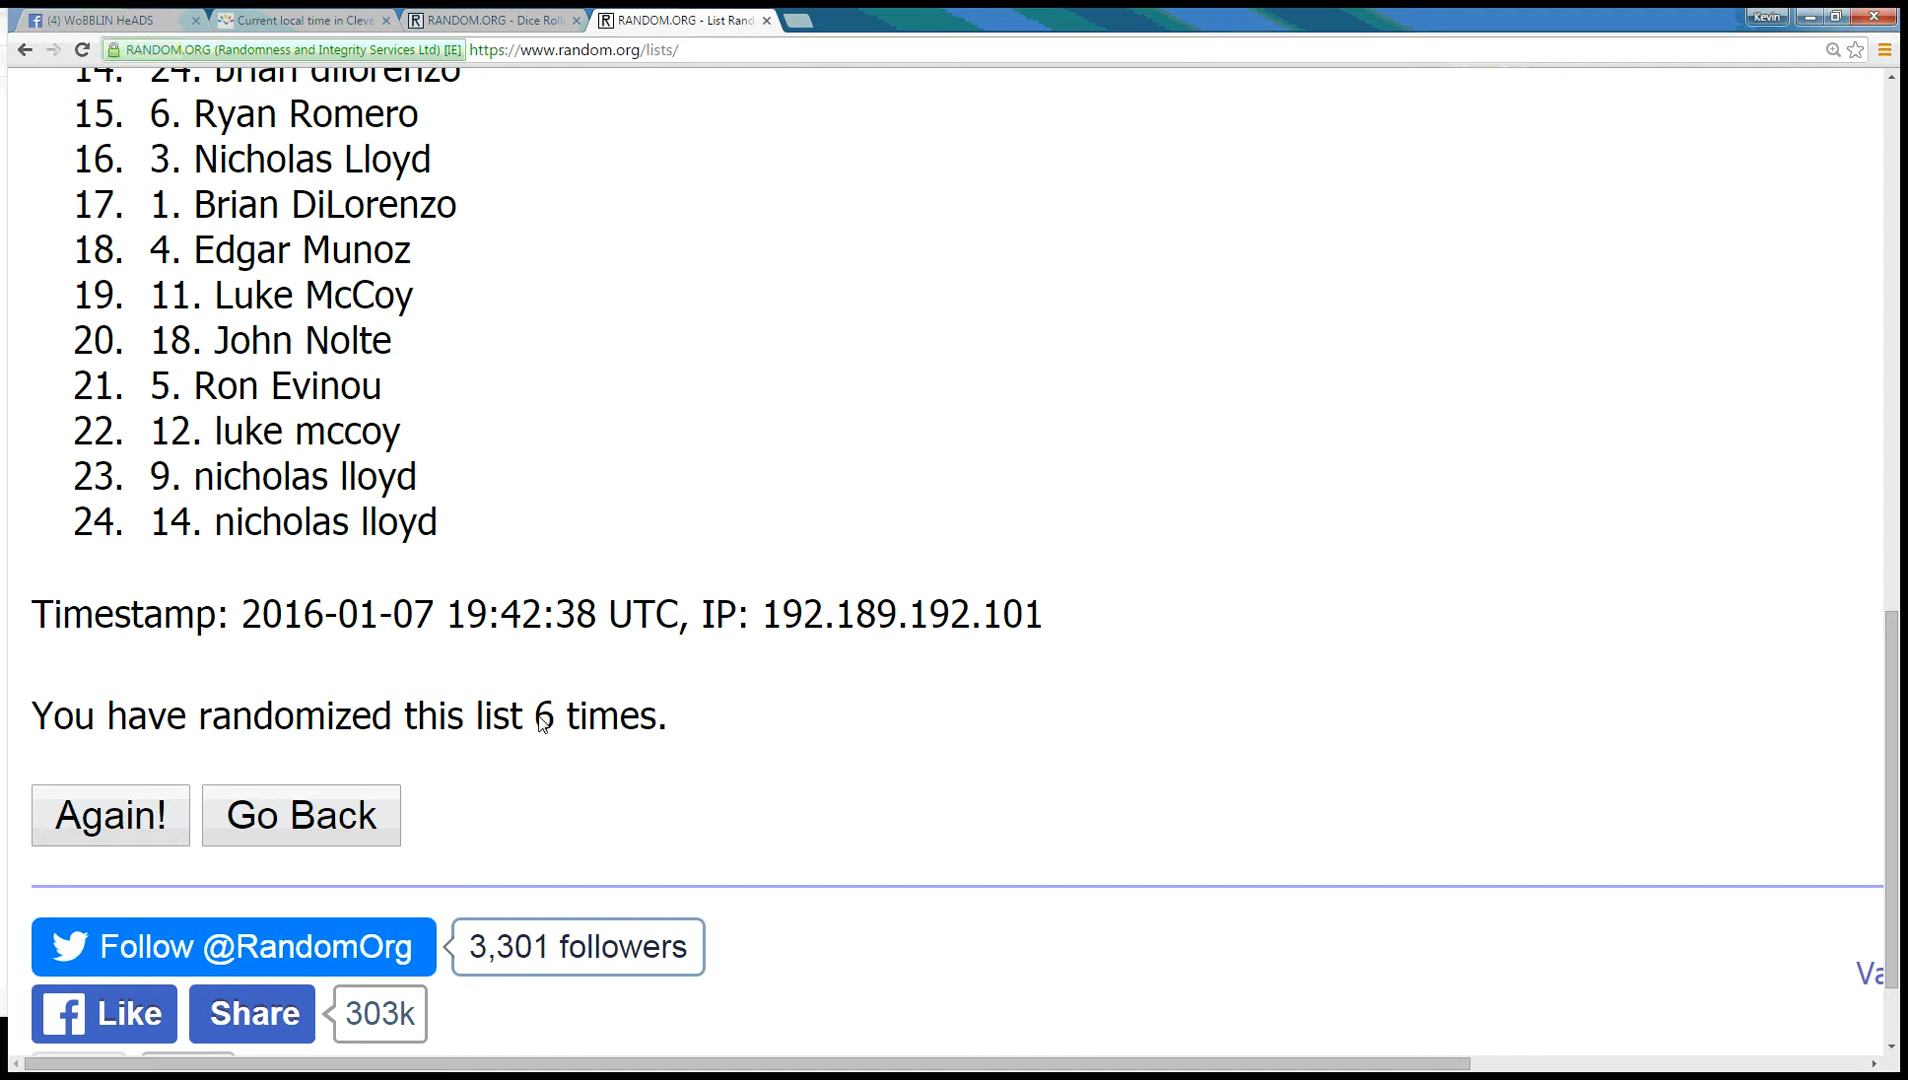 (4) WoBBLIN HeADS
Current local time in Cleve
RANDOM.ORG - Dice Roll
RANDOM.ORG - List Rand
Kevin
RANDOM.ORG (Randomness and Integrity Services Ltd) [IE] https://www.random.org/lists/
14. 24. brian dilorenzo
15. 6. Ryan Romero
16. 3. Nicholas Lloyd
17. 1. Brian DiLorenzo
18. 4. Edgar Munoz
19. 11. Luke McCoy
20. 18. John Nolte
21. 5. Ron Evinou
22. 12. luke mccoy
23. 9. nicholas lloyd
24. 14. nicholas lloyd
Timestamp: 2016-01-07 19:42:38 UTC, IP: 192.189.192.101
You have randomized this list 6 times.
Again! Go Back
Follow @RandomOrg 3,301 followers
Va
Like Share 303k